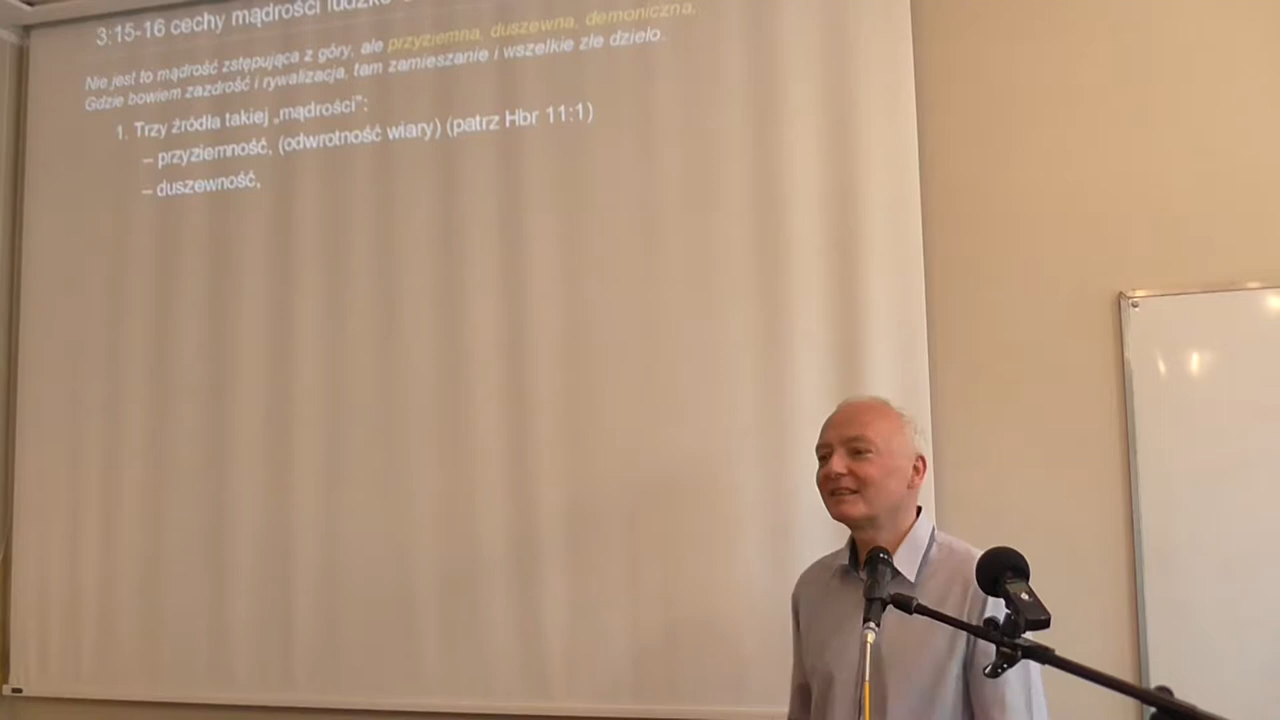 3:15-16 cechy mądrości
Nie jest to mądrość zstępująca z góry, ale przyziemna, duszewna, demoniczna.
Gdzie bowiem zazdrość i rywalizacja, tam zamieszanie i wszelkie złe dzieło.
1. Trzy źródła takiej „mądrości”:
– przyziemność, (odwrotność wiary) (patrz Hbr 11:1)
– duszewność,